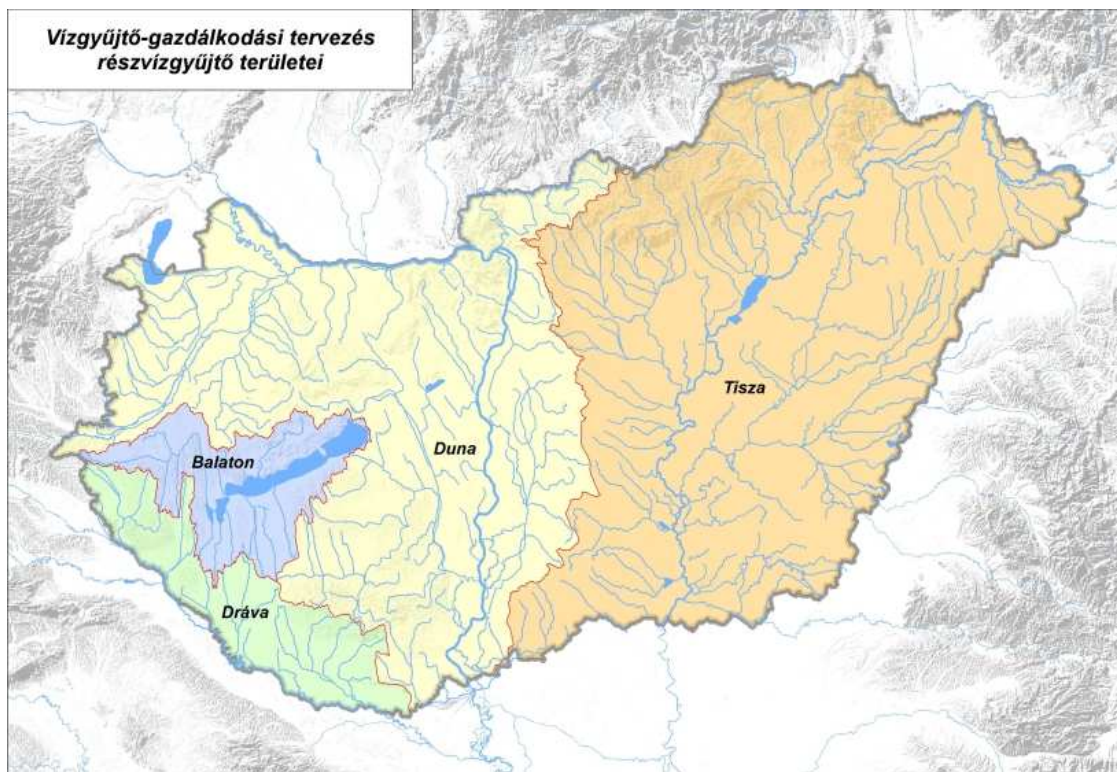 Vízgyűjtő-gazdálkodási tervezés
részvízgyűjtő területei
Tisza
Duna
Balaton
Dráva